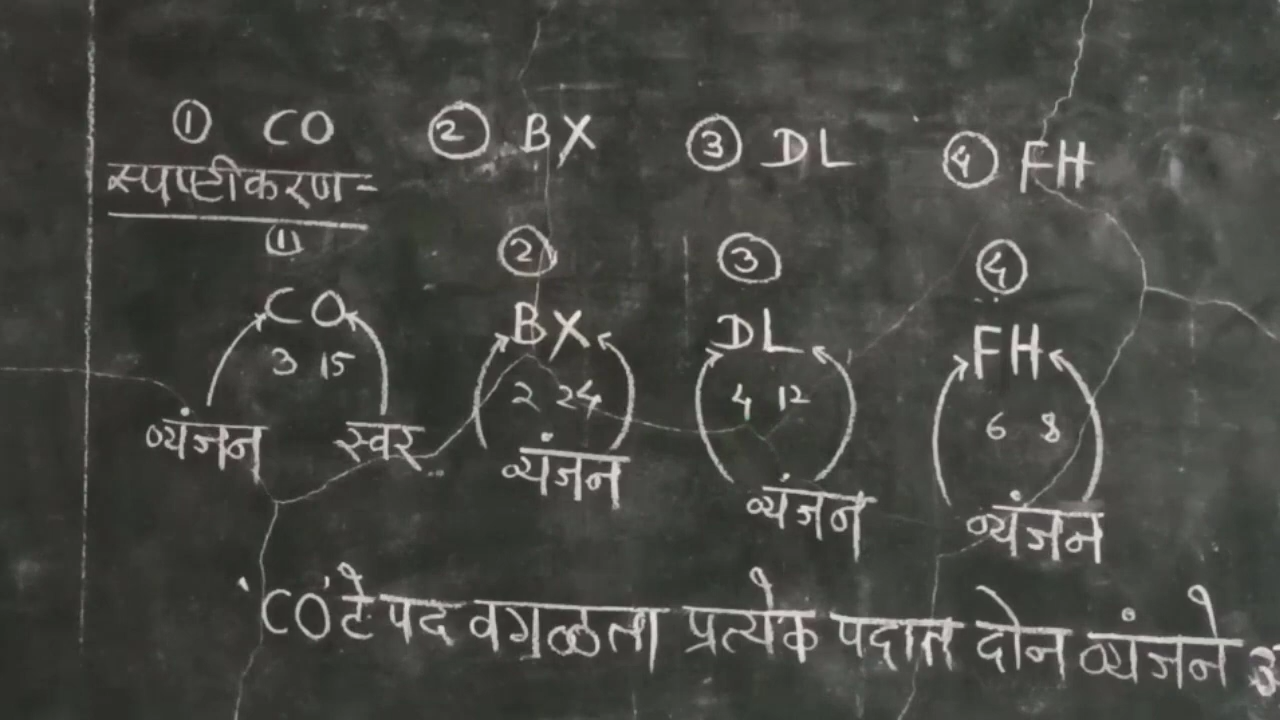 ① CO ② BX ③ DL ④ FH
स्पष्टीकरण-
① ② ③ ④
CO BX DL FH
3 15 2 24 4 12 6 8
व्यंजन स्वर व्यंजन व्यंजन व्यंजन
'CO' हे पद वगळता प्रत्येक पदात दोन व्यंजने